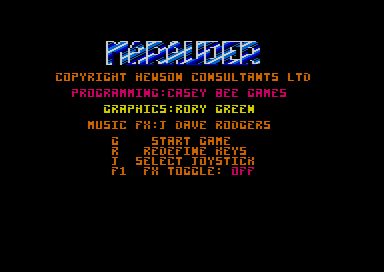 MARAUDER
COPYRIGHT HEWSON CONSULTANTS LTD
PROGRAMMING:CASEY BEE GAMES
GRAPHICS:RORY GREEN
MUSIC FX:J DAVE RODGERS
G START GAME
R REDEFINE KEYS
J SELECT JOYSTICK
F1 FX TOGGLE: OFF